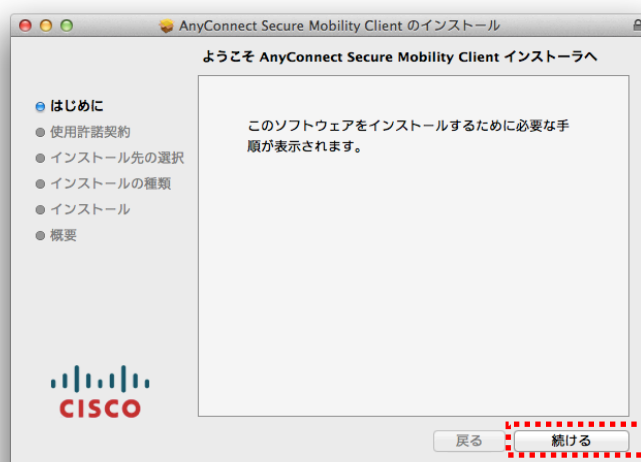 AnyConnect Secure Mobility Client のインストール
ようこそ AnyConnect Secure Mobility Client インストーラへ
はじめに
使用許諾契約
インストール先の選択
インストールの種類
インストール
概要
このソフトウェアをインストールするために必要な手
順が表示されます。
CISCO
戻る
続ける